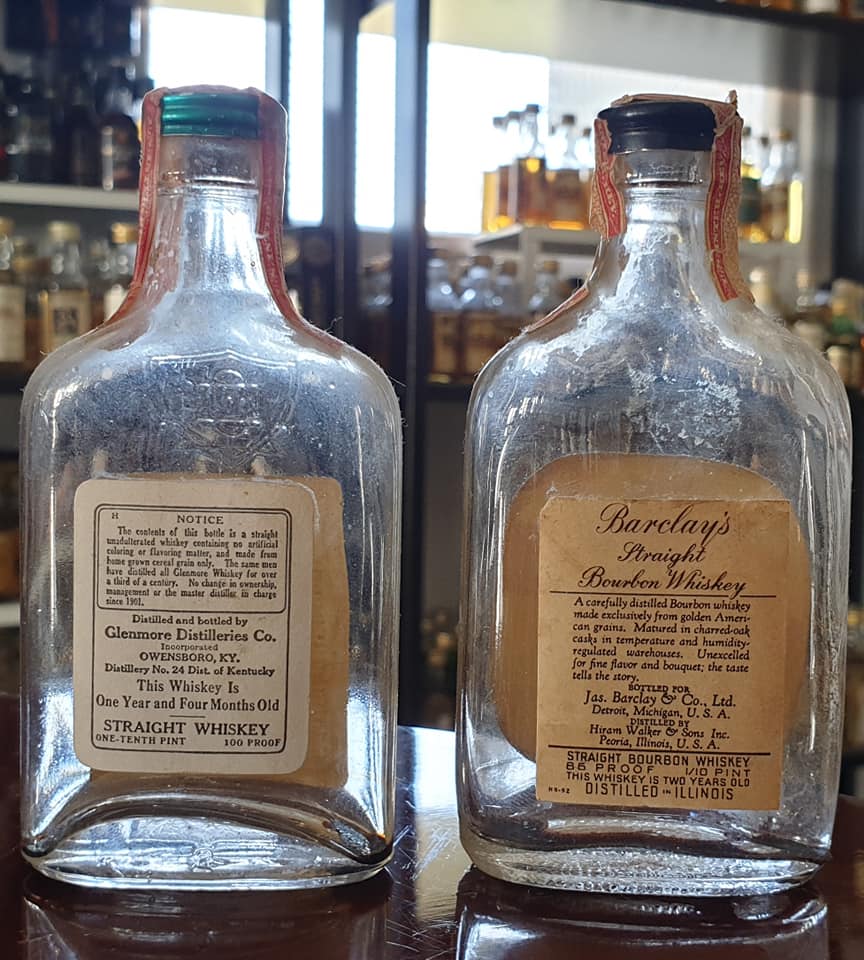 H
NOTICE
The contents of this bottle is a straight
unadulterated whiskey containing no artificial
coloring or flavoring matter, and made from
home grown cereal grain only. The same men
have distilled all Glenmore Whiskey for over
a third of a century. No change in ownership,
management or the master distiller in charge
since 1901.
Distilled and bottled by
Glenmore Distilleries Co.
Incorporated
OWENSBORO, KY.
Distillery No. 24 Dist. of Kentucky
This Whiskey Is
One Year and Four Months Old
STRAIGHT WHISKEY
ONE-TENTH PINT 100 PROOF
Barclay's
Straight
Bourbon Whiskey
A carefully distilled Bourbon whiskey
made exclusively from golden Ameri-
can grains. Matured in charred-oak
casks in temperature and humidity-
regulated warehouses. Unexcelled
for fine flavor and bouquet; the taste
tells the story.
BOTTLED FOR
Jas. Barclay & Co., Ltd.
Detroit, Michigan, U. S. A.
DISTILLED BY
Hiram Walker & Sons Inc.
Peoria, Illinois, U. S. A.
STRAIGHT BOURBON WHISKEY
86 PROOF 1/10 PINT
THIS WHISKEY IS TWO YEARS OLD
DISTILLED IN ILLINOIS